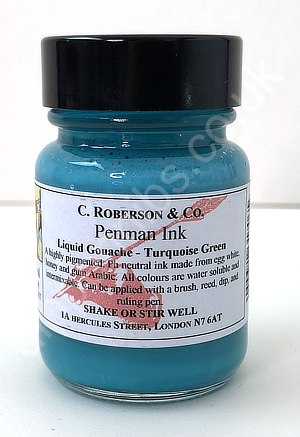 C. Roberson & Co.
Penman Ink
Liquid Gouache - Turquoise Green
A highly pigmented, Ph neutral ink made from egg white,
honey and gum Arabic. All colours are water soluble and
intermixable. Can be applied with a brush, reed, dip, and
ruling pen.
SHAKE OR STIR WELL
1A HERCULES STREET, LONDON N7 6AT